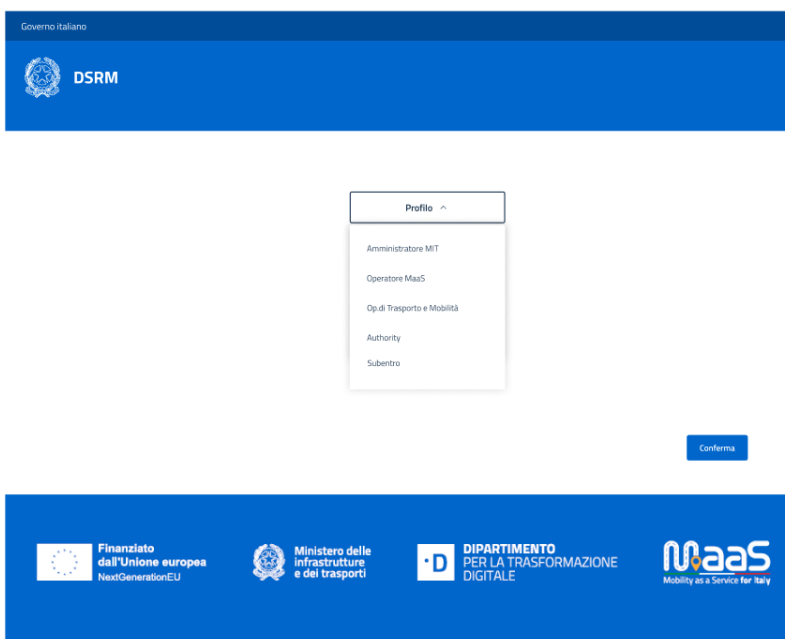 Governo italiano
DSRM
Profilo
Amministratore MIT
Operatore MaaS
Op.di Trasporto e Mobilità
Authority
Subentro
Conferma
Finanziato
dall'Unione europea
NextGenerationEU
Ministero delle
infrastrutture
e dei trasporti
·D
DIPARTIMENTO
PER LA TRASFORMAZIONE
DIGITALE
MaaS
Mobility as a Service for Italy